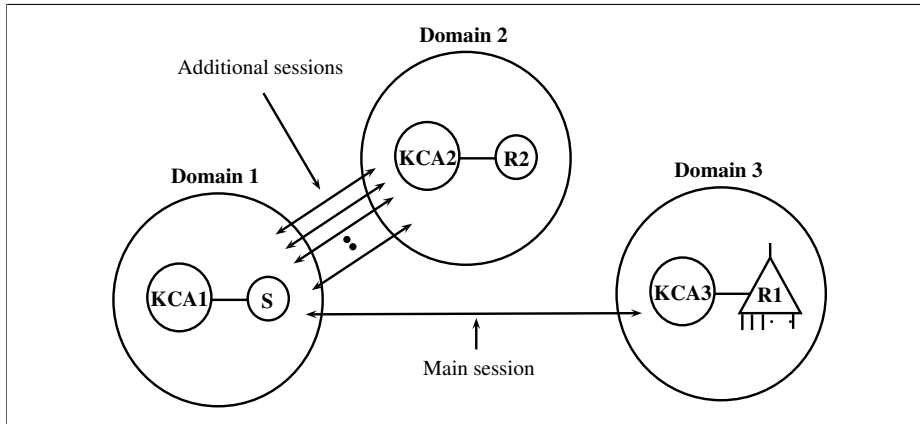 Domain 2
Additional sessions
KCA2
R2
Domain 1
Domain 3
KCA1
S
KCA3
R1
Main session